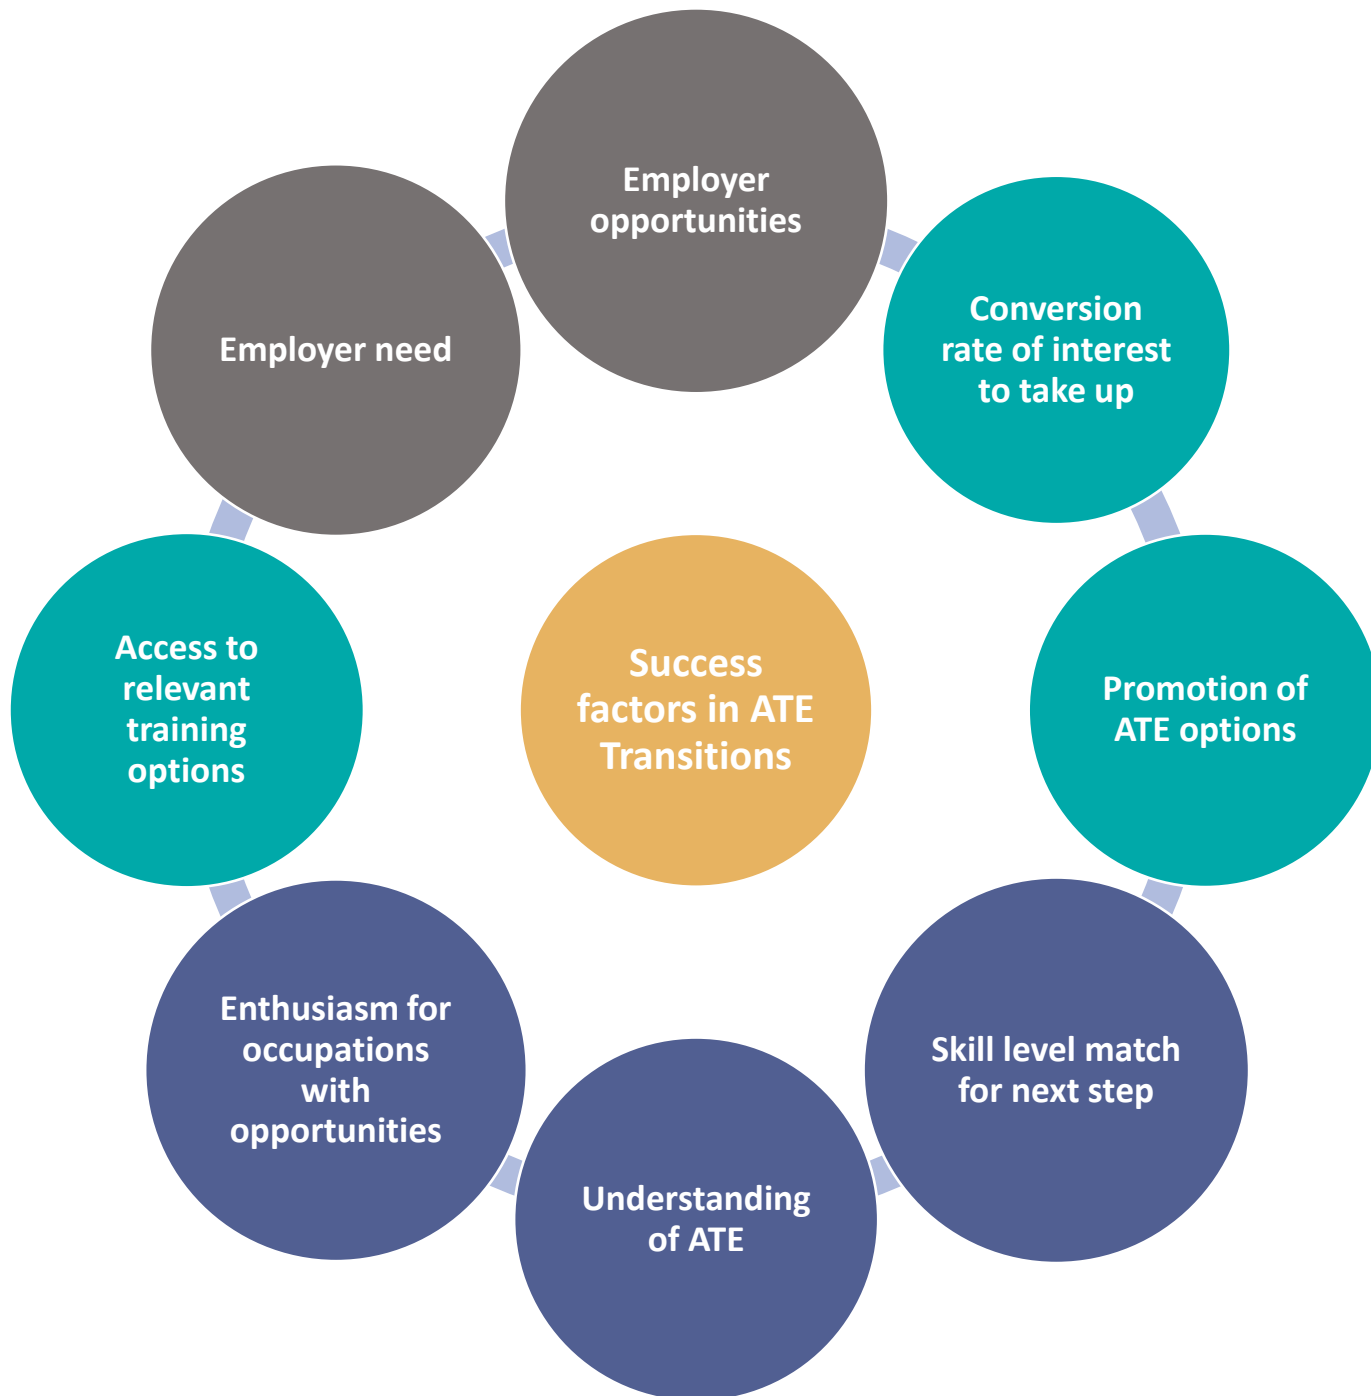 Employer
opportunities
Conversion
rate of interest
to take up
Promotion of
ATE options
Skill level match
for next step
Understanding
of ATE
Enthusiasm for
occupations
with
opportunities
Access to
relevant
training
options
Employer need
Success
factors in ATE
Transitions